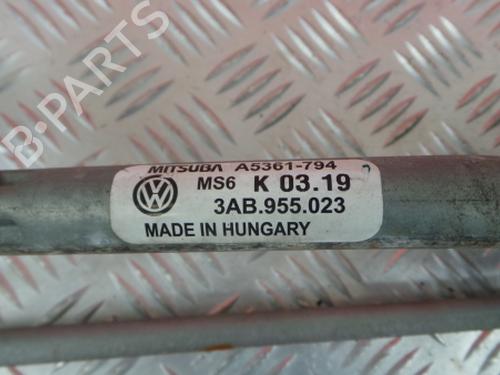 B-PARTS
MITSUBA A5361-794
MS6 K 03.19
3AB.955.023
MADE IN HUNGARY